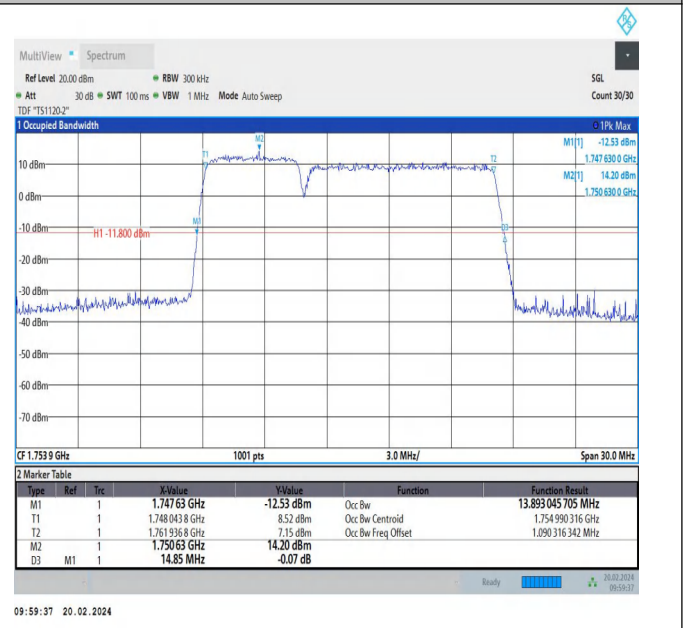 R S
MultiView Spectrum
Ref Level 20.00 dBm RBW 300 kHz SGL
Att 30 dB SWT 100 ms VBW 1 MHz Mode Auto Sweep Count 30/30
TDF "TS1120-2"
1 Occupied Bandwidth 1Pk Max
M1[1] -12.53 dBm
1.747 630 0 GHz
M2[1] 14.20 dBm
1.750 630 0 GHz
M2
T1
T2
10 dBm
0 dBm
M1
D3
-10 dBm
H1 -11.800 dBm
-20 dBm
-30 dBm
-40 dBm
-50 dBm
-60 dBm
-70 dBm
CF 1.753 9 GHz 1001 pts 3.0 MHz/ Span 30.0 MHz
2 Marker Table
Type Ref Trc X-Value Y-Value Function Function Result
M1 1 1.747 63 GHz -12.53 dBm Occ Bw 13.893 045 705 MHz
T1 1 1.748 043 8 GHz 8.52 dBm Occ Bw Centroid 1.754 990 316 GHz
T2 1 1.761 936 8 GHz 7.15 dBm Occ Bw Freq Offset 1.090 316 342 MHz
M2 1 1.750 63 GHz 14.20 dBm
D3 M1 1 14.85 MHz -0.07 dB
Ready 20.02.2024
09:59:37
09:59:37 20.02.2024